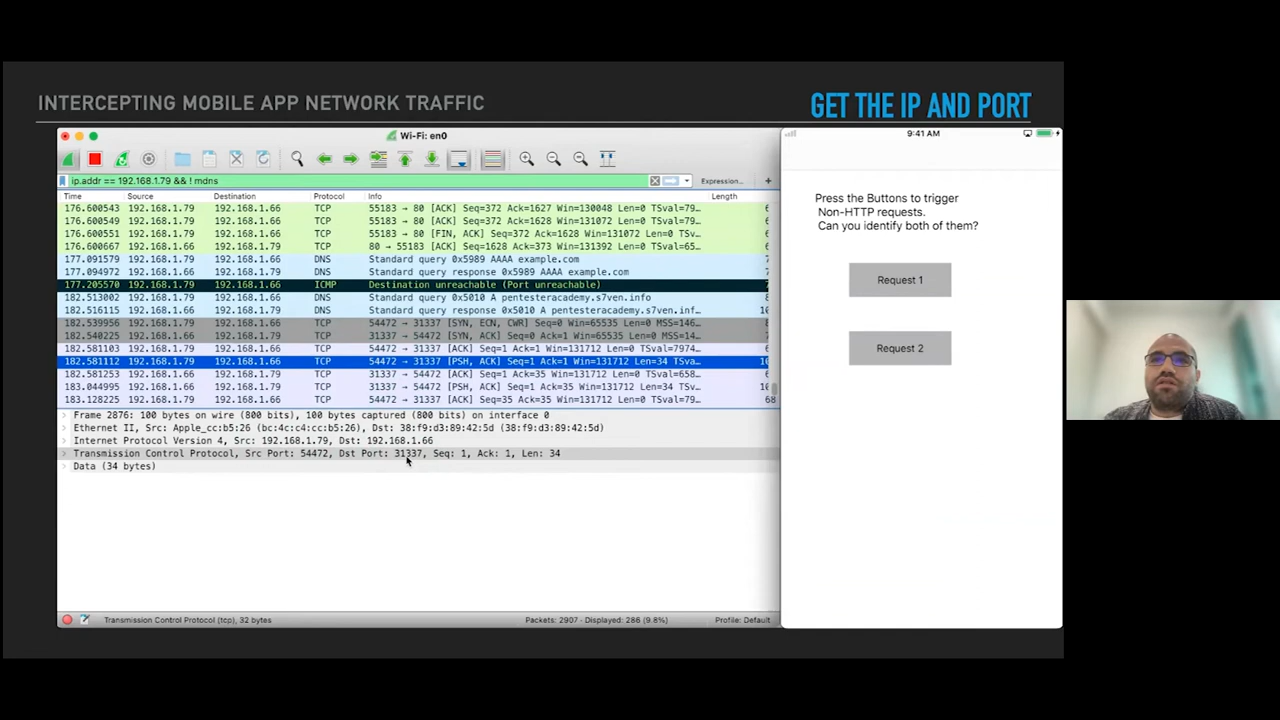 INTERCEPTING MOBILE APP NETWORK TRAFFIC
GET THE IP AND PORT
Wi-Fi: en0
ip.addr == 192.168.1.79 && ! mdns
Expression…
+
Time Source Destination Protocol Info Length
176.600543 192.168.1.79 192.168.1.66 TCP 55183 → 80 [ACK] Seq=372 Ack=1627 Win=130048 Len=0 TSval=79… 6
176.600549 192.168.1.79 192.168.1.66 TCP 55183 → 80 [ACK] Seq=372 Ack=1628 Win=131072 Len=0 TSval=79… 6
176.600551 192.168.1.79 192.168.1.66 TCP 55183 → 80 [FIN, ACK] Seq=372 Ack=1628 Win=131072 Len=0 TS… 6
176.600667 192.168.1.66 192.168.1.79 TCP 80 → 55183 [ACK] Seq=1628 Ack=373 Win=131392 Len=0 TSval=65… 6
177.091579 192.168.1.79 192.168.1.66 DNS Standard query 0x5989 AAAA example.com 7
177.094972 192.168.1.66 192.168.1.79 DNS Standard query response 0x5989 AAAA example.com 7
177.205570 192.168.1.79 192.168.1.66 ICMP Destination unreachable (Port unreachable) 7
182.513002 192.168.1.79 192.168.1.66 DNS Standard query 0x5010 A pentesteracademy.s7ven.info 8
182.516115 192.168.1.66 192.168.1.79 DNS Standard query response 0x5010 A pentesteracademy.s7ven.inf… 10
182.539956 192.168.1.79 192.168.1.66 TCP 54472 → 31337 [SYN, ECN, CWR] Seq=0 Win=65535 Len=0 MSS=146… 8
182.540225 192.168.1.66 192.168.1.79 TCP 31337 → 54472 [SYN, ACK] Seq=0 Ack=1 Win=65535 Len=0 MSS=14…
182.581103 192.168.1.79 192.168.1.66 TCP 54472 → 31337 [ACK] Seq=1 Ack=1 Win=131712 Len=0 TSval=7974…
182.581112 192.168.1.79 192.168.1.66 TCP 54472 → 31337 [PSH, ACK] Seq=1 Ack=1 Win=131712 Len=34 TSva… 10
182.581253 192.168.1.66 192.168.1.79 TCP 31337 → 54472 [ACK] Seq=1 Ack=35 Win=131712 Len=0 TSval=658…
183.044995 192.168.1.66 192.168.1.79 TCP 31337 → 54472 [PSH, ACK] Seq=1 Ack=35 Win=131712 Len=34 TSv… 10
183.128225 192.168.1.79 192.168.1.66 TCP 54472 → 31337 [ACK] Seq=35 Ack=35 Win=131712 Len=0 TSval=79… 68
Frame 2876: 100 bytes on wire (800 bits), 100 bytes captured (800 bits) on interface 0
Ethernet II, Src: Apple_cc:b5:26 (bc:4c:c4:cc:b5:26), Dst: 38:f9:d3:89:42:5d (38:f9:d3:89:42:5d)
Internet Protocol Version 4, Src: 192.168.1.79, Dst: 192.168.1.66
Transmission Control Protocol, Src Port: 54472, Dst Port: 31337, Seq: 1, Ack: 1, Len: 34
Data (34 bytes)
Transmission Control Protocol (tcp), 32 bytes
Packets: 2907 · Displayed: 286 (9.8%)
Profile: Default
9:41 AM
Press the Buttons to trigger
Non-HTTP requests.
Can you identify both of them?
Request 1
Request 2